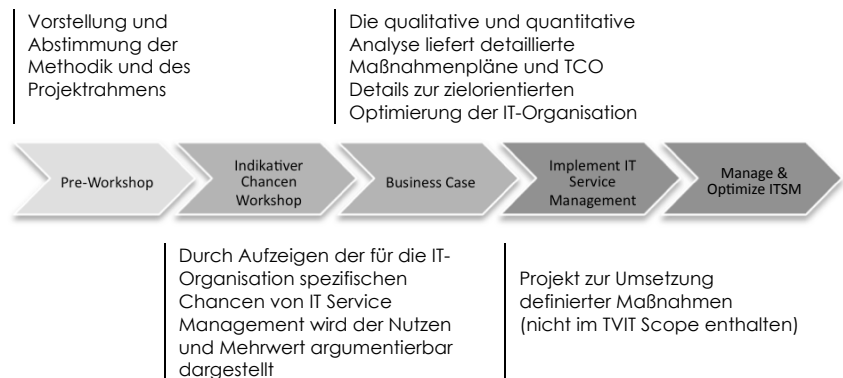 Vorstellung und
Abstimmung der
Methodik und des
Projektrahmens
Die qualitative und quantitative
Analyse liefert detaillierte
Maßnahmenpläne und TCO
Details zur zielorientierten
Optimierung der IT-Organisation
Pre-Workshop
Indikativer
Chancen
Workshop
Business Case
Implement IT
Service
Management
Manage &
Optimize ITSM
Durch Aufzeigen der für die IT-
Organisation spezifischen
Chancen von IT Service
Management wird der Nutzen
und Mehrwert argumentierbar
dargestellt
Projekt zur Umsetzung
definierter Maßnahmen
(nicht im TVIT Scope enthalten)